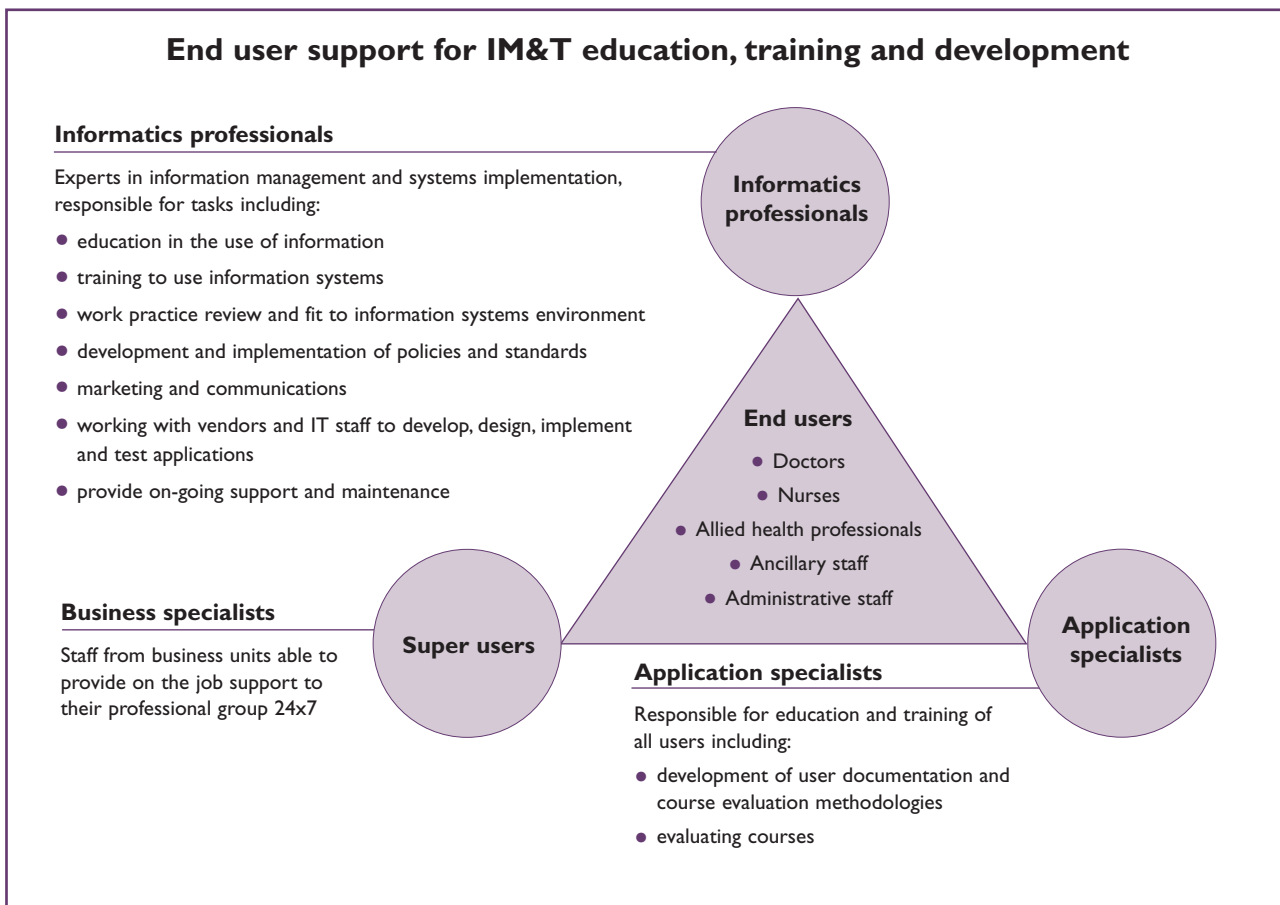 End user support for IM&T education, training and development
Informatics professionals
Experts in information management and systems implementation,
responsible for tasks including:
• education in the use of information
• training to use information systems
• work practice review and fit to information systems environment
• development and implementation of policies and standards
• marketing and communications
• working with vendors and IT staff to develop, design, implement
and test applications
• provide on-going support and maintenance
Informatics
professionals
End users
• Doctors
• Nurses
• Allied health professionals
• Ancillary staff
• Administrative staff
Business specialists
Staff from business units able to
provide on the job support to
their professional group 24x7
Super users
Application
specialists
Application specialists
Responsible for education and training of
all users including:
• development of user documentation and
course evaluation methodologies
• evaluating courses